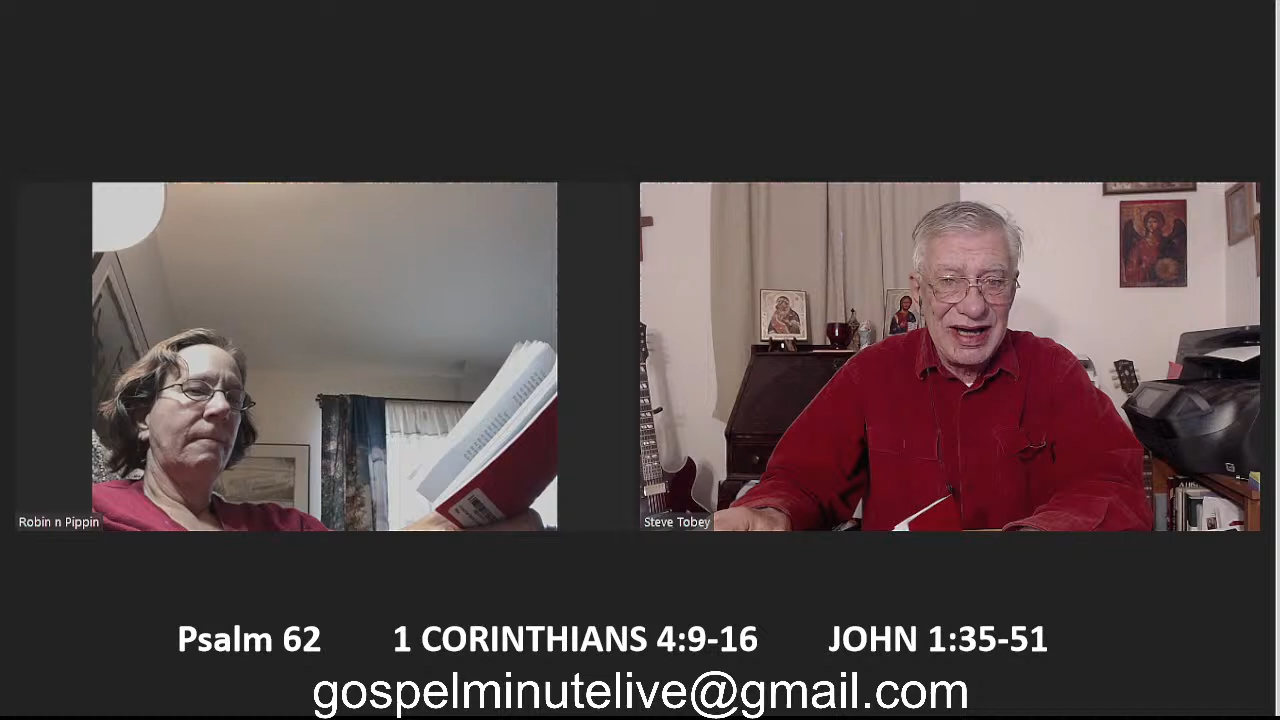 Robin n Pippin
Steve Tobey
Psalm 62 1 CORINTHIANS 4:9-16 JOHN 1:35-51
gospelminutelive@gmail.com